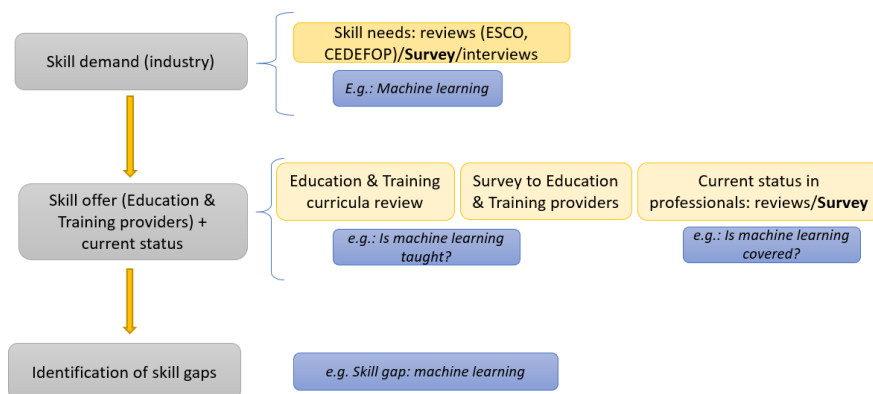 Skill demand (industry)
Skill needs: reviews (ESCO,
CEDEFOP)/Survey/interviews
E.g.: Machine learning
Skill offer (Education &
Training providers) +
current status
Education & Training
curricula review
Survey to Education
& Training providers
Current status in
professionals: reviews/Survey
e.g.: Is machine learning
taught?
e.g.: Is machine learning
covered?
Identification of skill gaps
e.g. Skill gap: machine learning